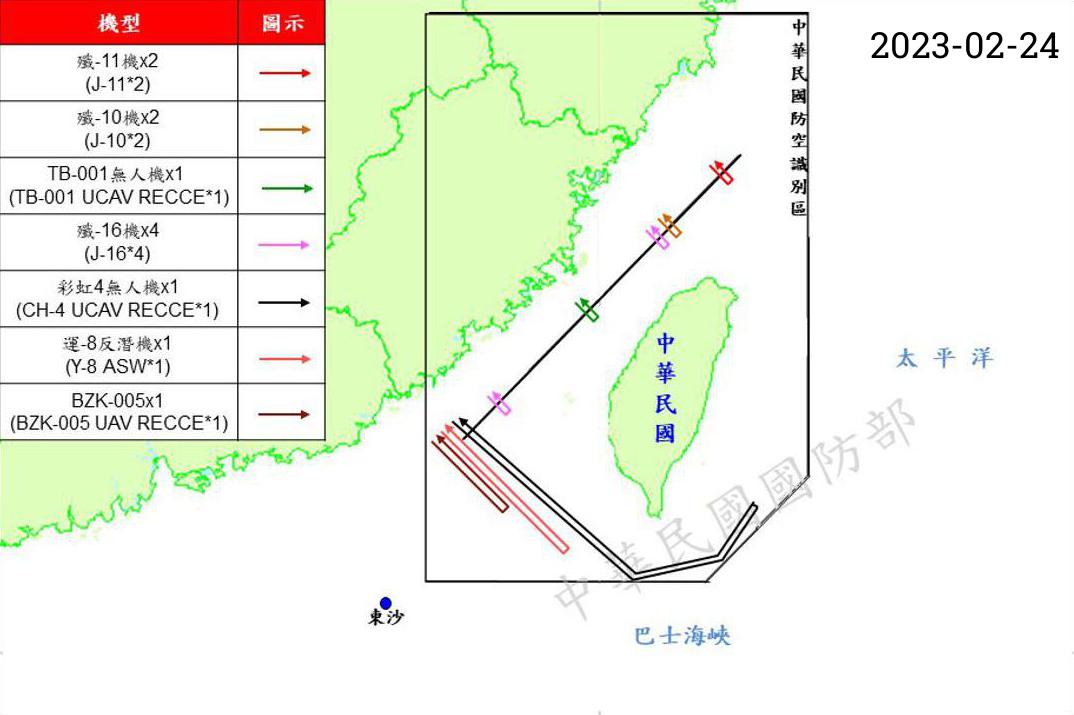 機型 圖示
殲-11機x2
(J-11*2)
殲-10機x2
(J-10*2)
TB-001無人機x1
(TB-001 UCAV RECCE*1)
殲-16機x4
(J-16*4)
彩虹4無人機x1
(CH-4 UCAV RECCE*1)
運-8反潛機x1
(Y-8 ASW*1)
BZK-005x1
(BZK-005 UAV RECCE*1)
中華民國防空識別區
2023-02-24
中華民國
太平洋
中華民國國防部
東沙
巴士海峽